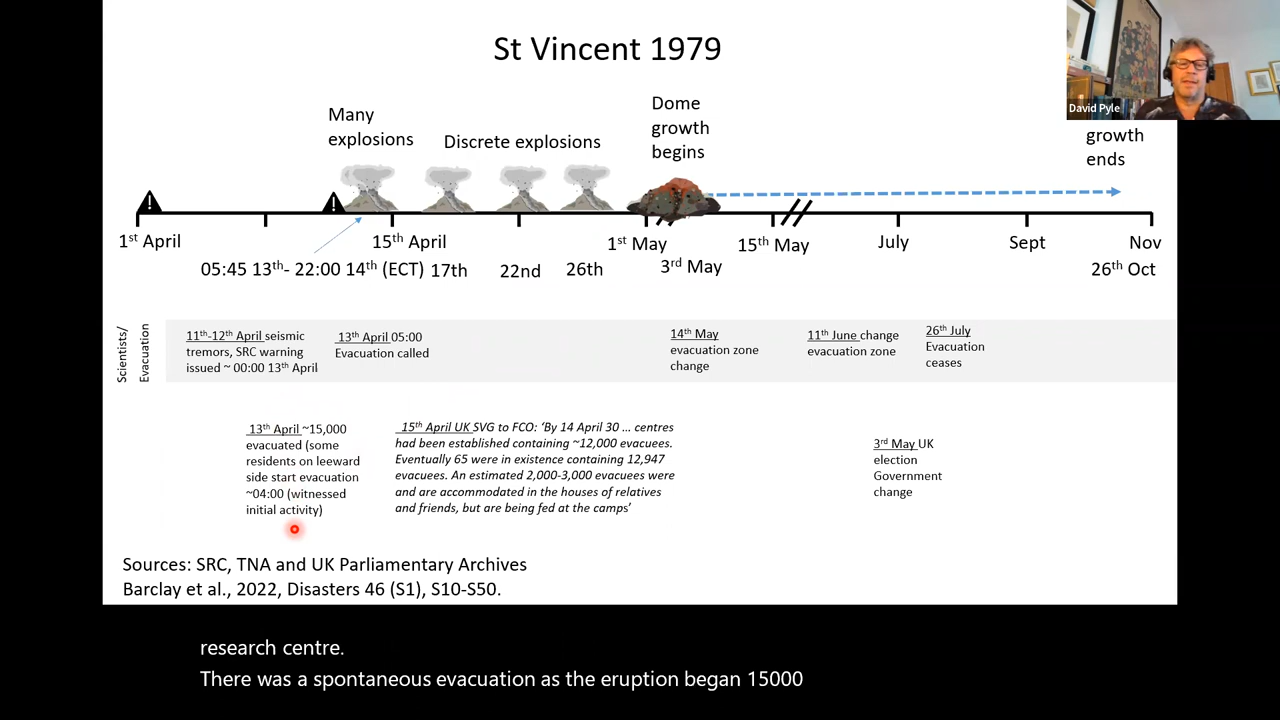 St Vincent 1979
David Pyle
Many
explosions
Discrete explosions
Dome
growth
begins
growth
ends
1st April
15th April
1st May
15th May
July
Sept
Nov
05:45 13th- 22:00 14th (ECT)
17th
22nd
26th
3rd May
26th Oct
Scientists/
Evacuation
11th-12th April seismic
tremors, SRC warning
issued ~ 00:00 13th April
13th April 05:00
Evacuation called
14th May
evacuation zone
change
11th June change
evacuation zone
26th July
Evacuation
ceases
13th April ~15,000
evacuated (some
residents on leeward
side start evacuation
~04:00 (witnessed
initial activity)
15th April UK SVG to FCO: ‘By 14 April 30 ... centres
had been established containing ~12,000 evacuees.
Eventually 65 were in existence containing 12,947
evacuees. An estimated 2,000-3,000 evacuees were
and are accommodated in the houses of relatives
and friends, but are being fed at the camps’
3rd May UK
election
Government
change
Sources: SRC, TNA and UK Parliamentary Archives
Barclay et al., 2022, Disasters 46 (S1), S10-S50.
research centre.
There was a spontaneous evacuation as the eruption began 15000